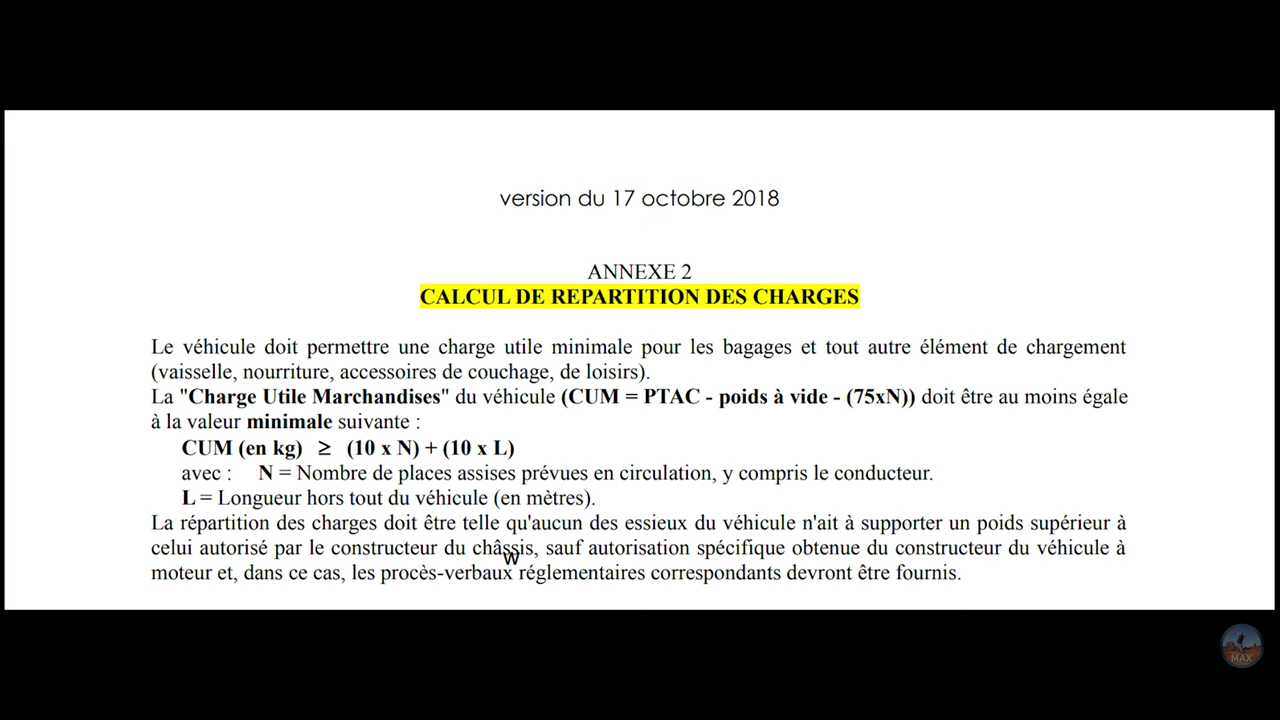 version du 17 octobre 2018
ANNEXE 2
CALCUL DE REPARTITION DES CHARGES
Le véhicule doit permettre une charge utile minimale pour les bagages et tout autre élément de chargement
(vaisselle, nourriture, accessoires de couchage, de loisirs).
La "Charge Utile Marchandises" du véhicule (CUM = PTAC - poids à vide - (75xN)) doit être au moins égale
à la valeur minimale suivante :
CUM (en kg) ≥ (10 x N) + (10 x L)
avec : N = Nombre de places assises prévues en circulation, y compris le conducteur.
L = Longueur hors tout du véhicule (en mètres).
La répartition des charges doit être telle qu'aucun des essieux du véhicule n'ait à supporter un poids supérieur à
celui autorisé par le constructeur du châssis, sauf autorisation spécifique obtenue du constructeur du véhicule à
w
moteur et, dans ce cas, les procès-verbaux réglementaires correspondants devront être fournis.
MAX